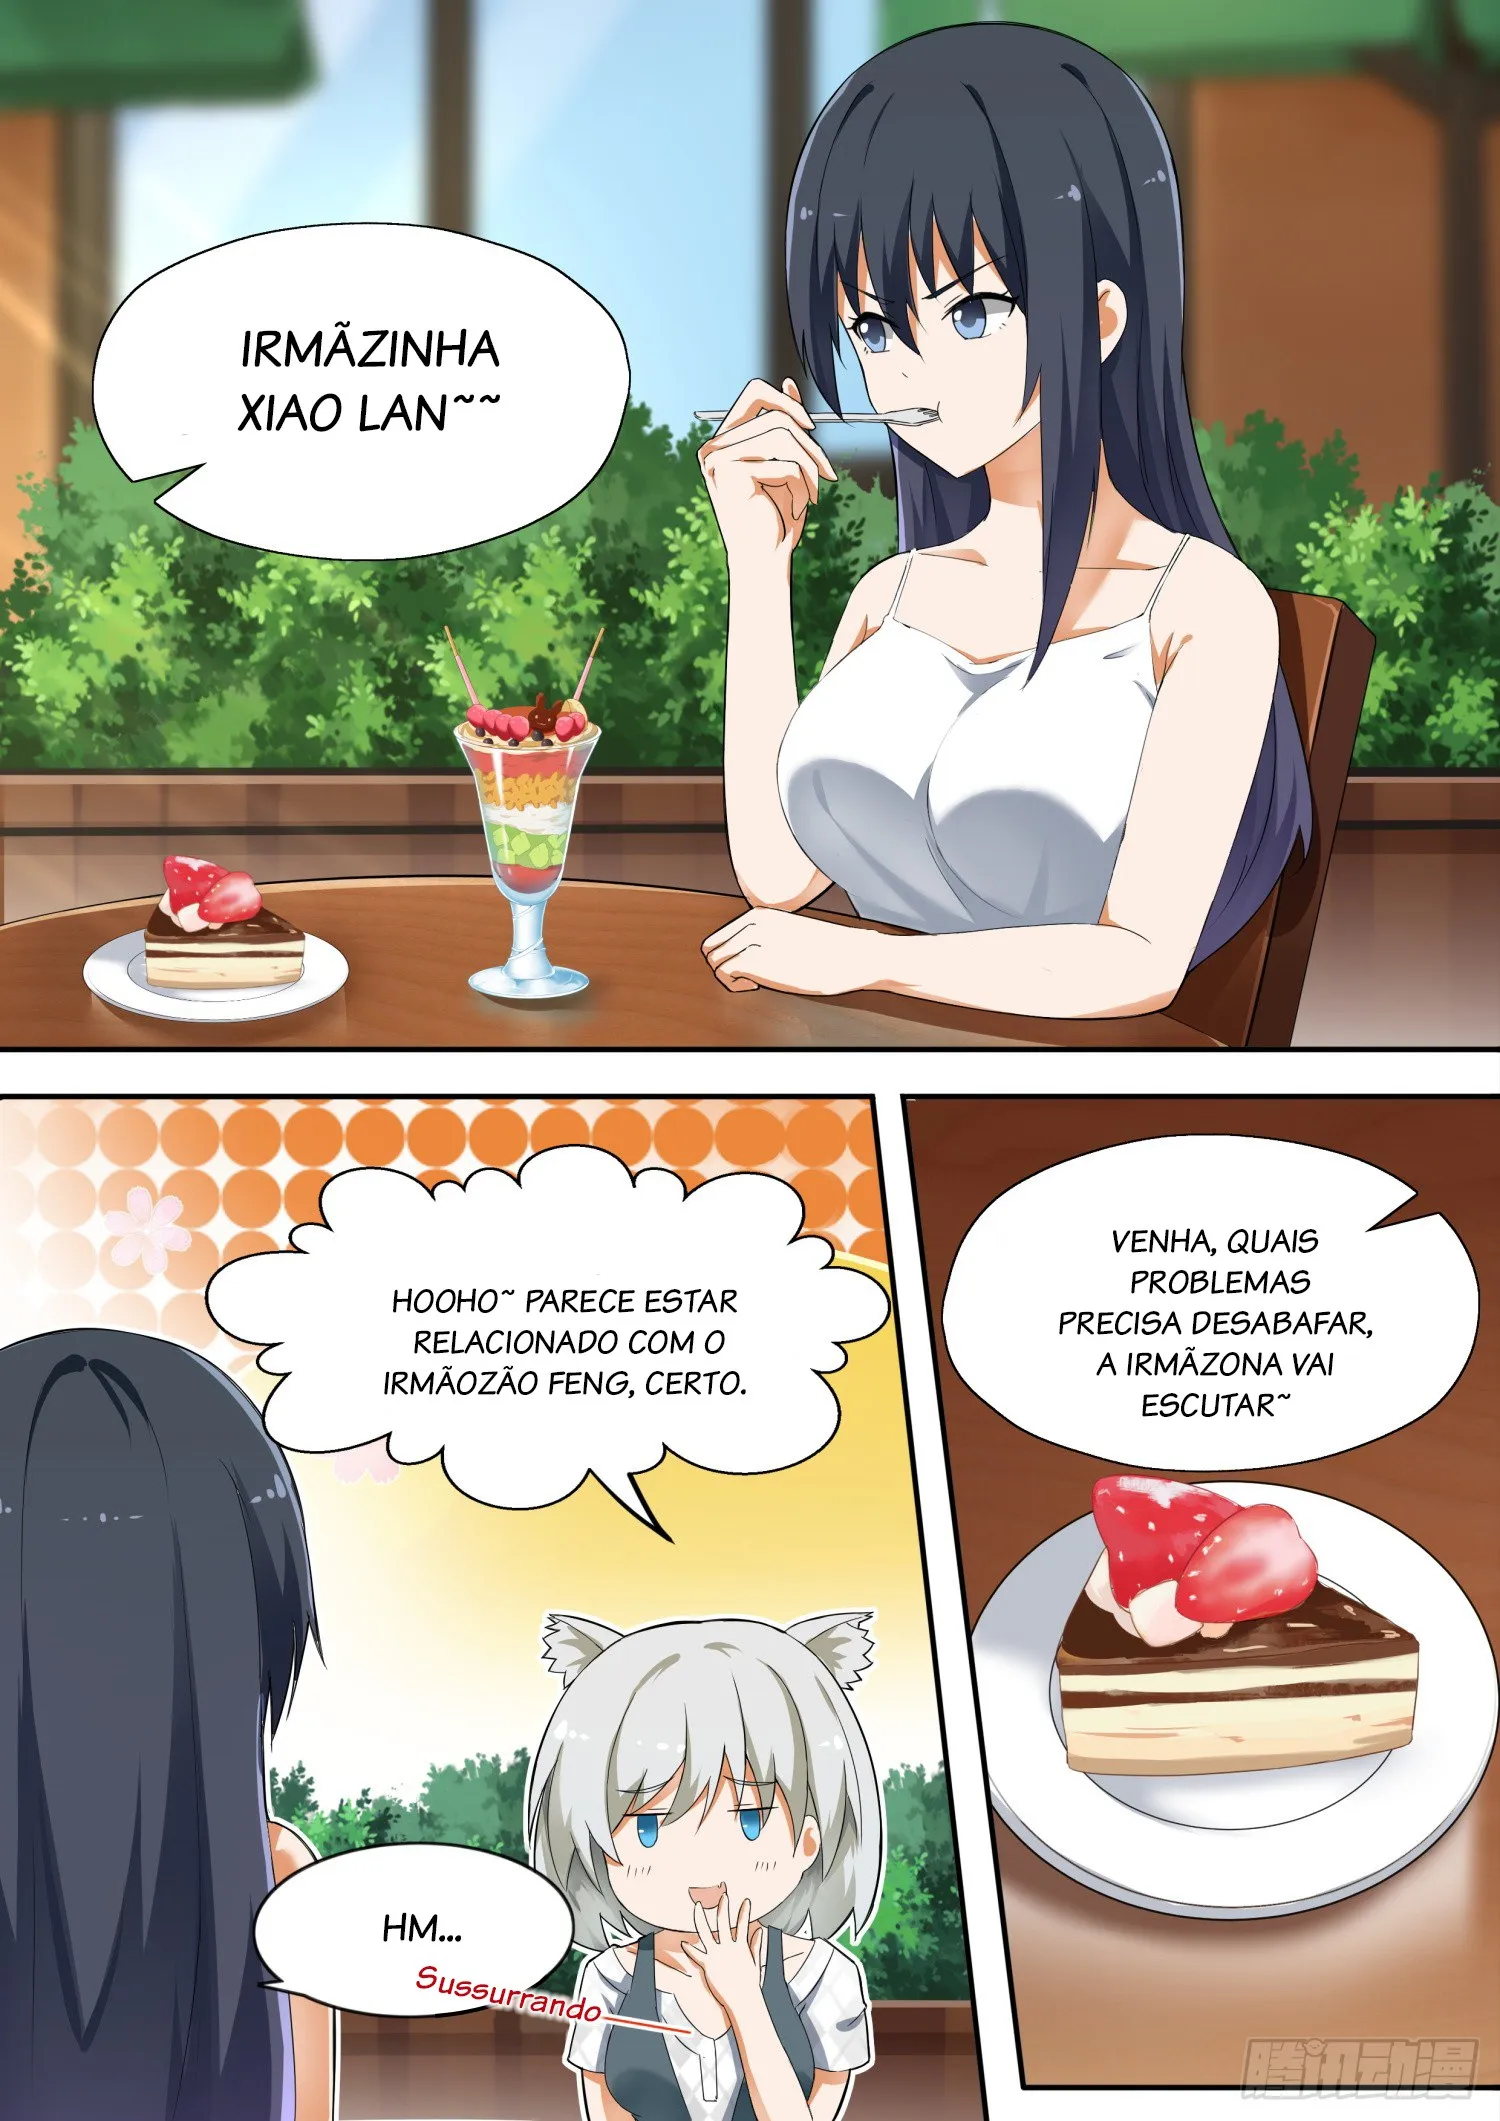 IRMÃZINHA
XIAO LAN~~
HOOHO~ PARECE ESTAR
RELACIONADO COM O
IRMÃOZÃO FENG, CERTO.
HM...
Sussurrando
VENHA, QUAIS
PROBLEMAS
PRECISA DESABAFAR,
A IRMÃZONA VAI
ESCUTAR~
腾讯动漫